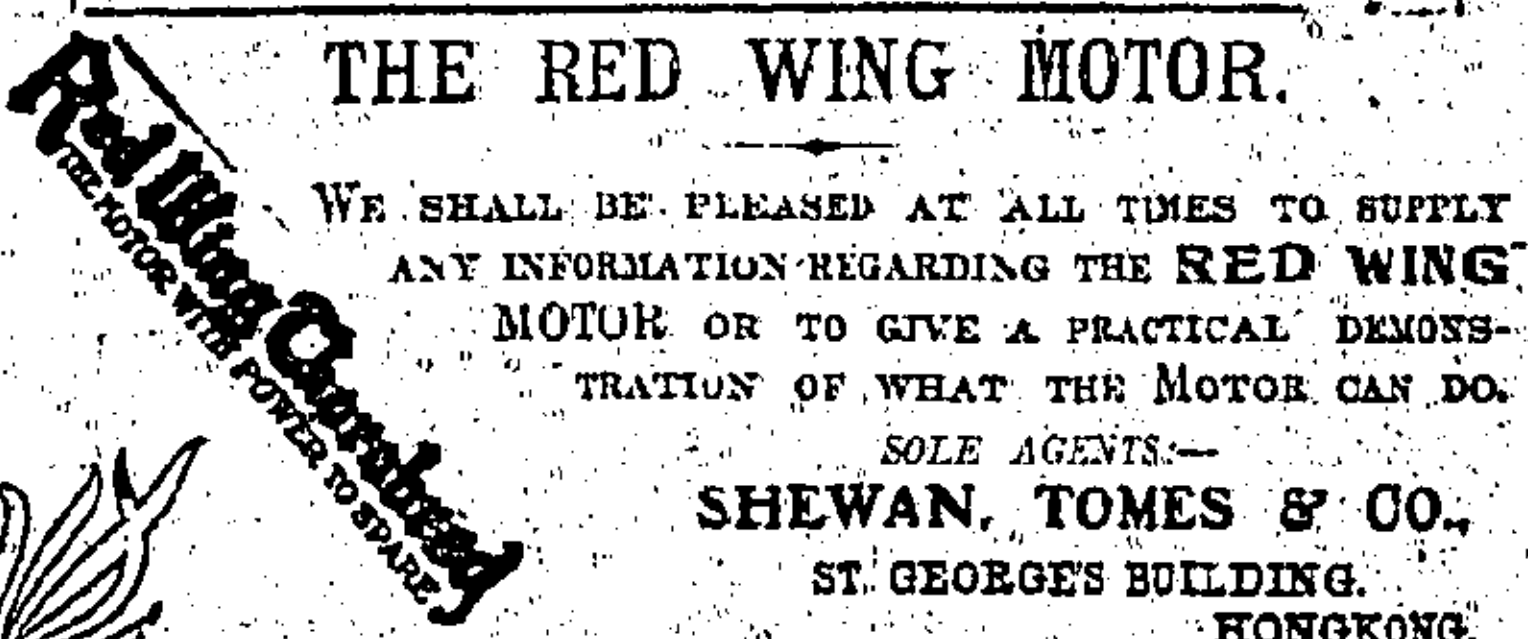 THE RED WING MOTOR.
Red Wing Thorobred
THE MOTOR WITH POWER TO SPARE
WE SHALL BE PLEASED AT ALL TIMES TO SUPPLY
ANY INFORMATION REGARDING THE RED WING
MOTOR OR TO GIVE A PRACTICAL DEMONS-
TRATION OF WHAT THE MOTOR CAN DO.
SOLE AGENTS:—
SHEWAN, TOMES & CO.,
ST. GEORGE'S BUILDING.
HONGKONG.